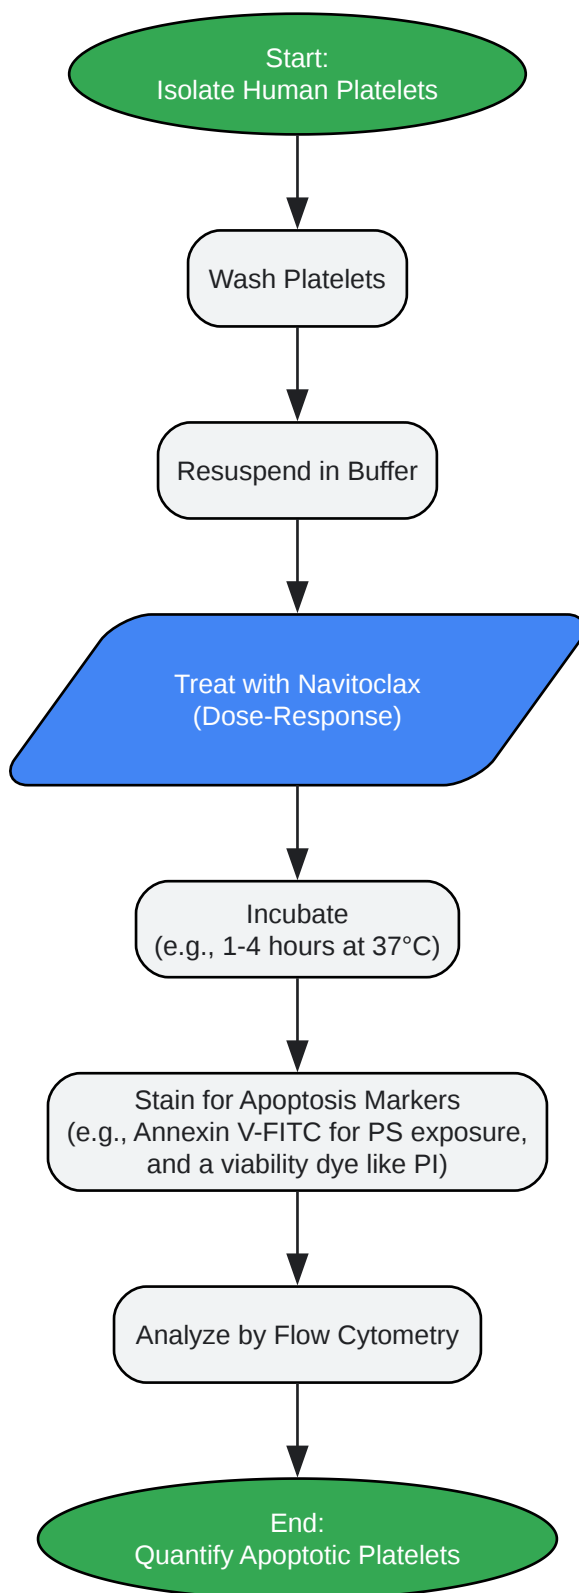 Start:
Isolate Human Platelets
Wash Platelets
Resuspend in Buffer
Treat with Navitoclax
(Dose-Response)
Incubate
(e.g., 1-4 hours at 37°C)
Stain for Apoptosis Markers
(e.g., Annexin V-FITC for PS exposure,
and a viability dye like PI)
Analyze by Flow Cytometry
End:
Quantify Apoptotic Platelets